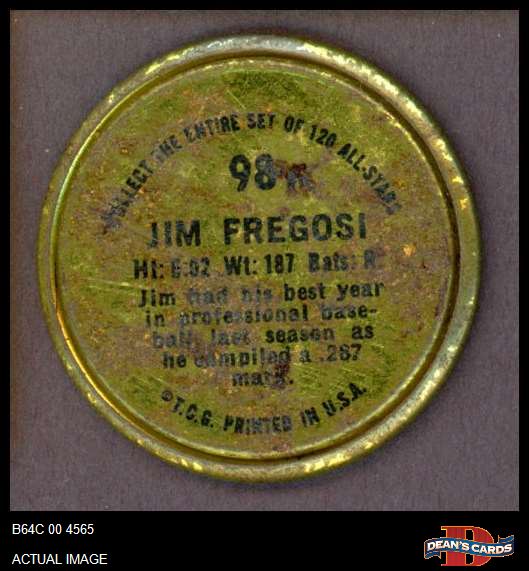 COLLECT THE ENTIRE SET OF 120 ALL-STARS
98
JIM FREGOSI
Ht: 6:02 Wt: 187 Bats: R
Jim had his best year
in professional base-
ball last season as
he compiled a .287
mark.
©T.C.G. PRINTED IN U.S.A.
B64C 00 4565
ACTUAL IMAGE
D
DEAN'S CARDS